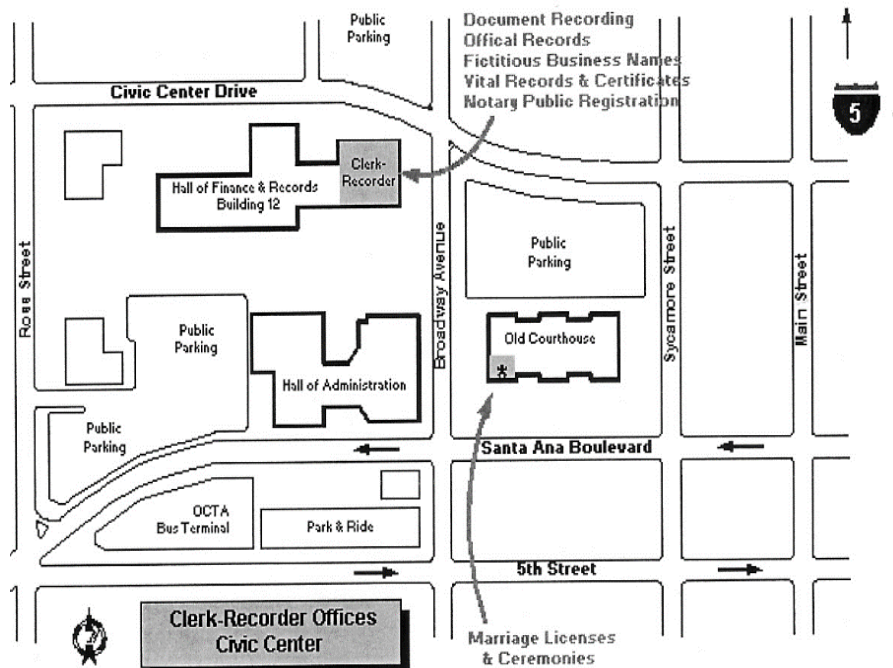 Public
Parking
Document Recording
Offical Records
Fictitious Business Names
Vital Records & Certificates
Notary Public Registration
Civic Center Drive
5
Clerk-
Recorder
Hall of Finance & Records
Building 12
Ross Street
Broadway Avenue
Public
Parking
Sycamore Street
Main Street
Public
Parking
Old Courthouse
Hall of Administration
Public
Parking
Santa Ana Boulevard
OCTA
Bus Terminal
Park & Ride
5th Street
Clerk-Recorder Offices
Civic Center
Marriage Licenses
& Ceremonies